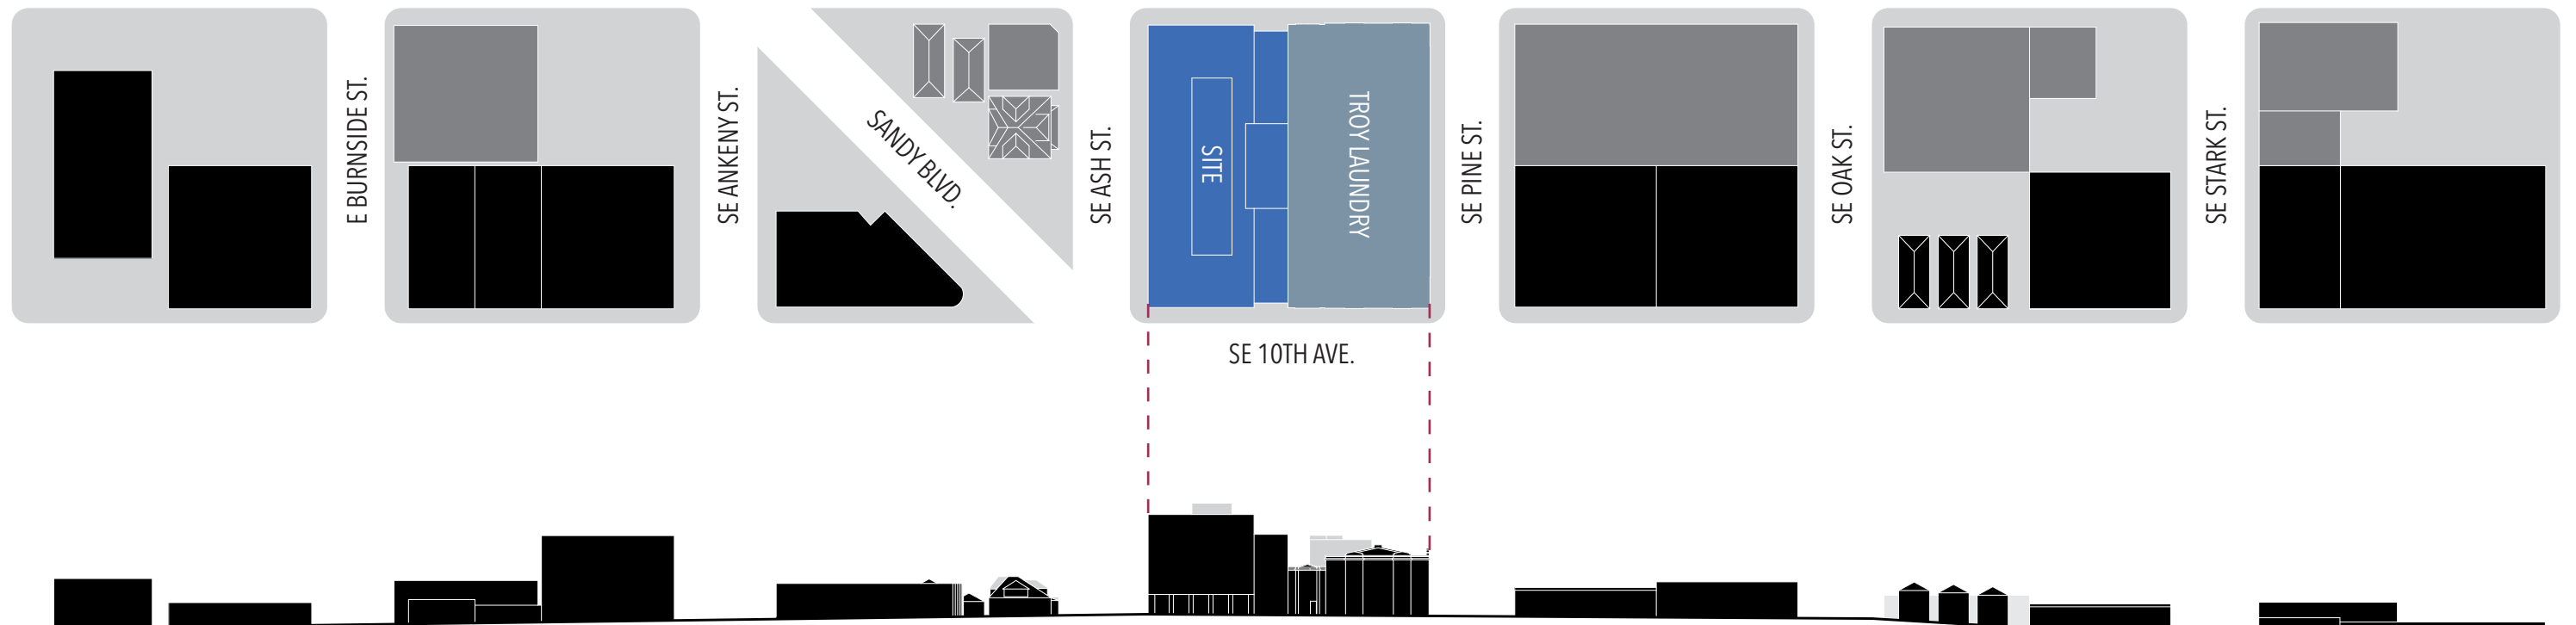 E BURNSIDE ST.
SE ANKENY ST.
SANDY BLVD.
SE ASH ST.
SITE
TROY LAUNDRY
SE PINE ST.
SE OAK ST.
SE STARK ST.
SE 10TH AVE.